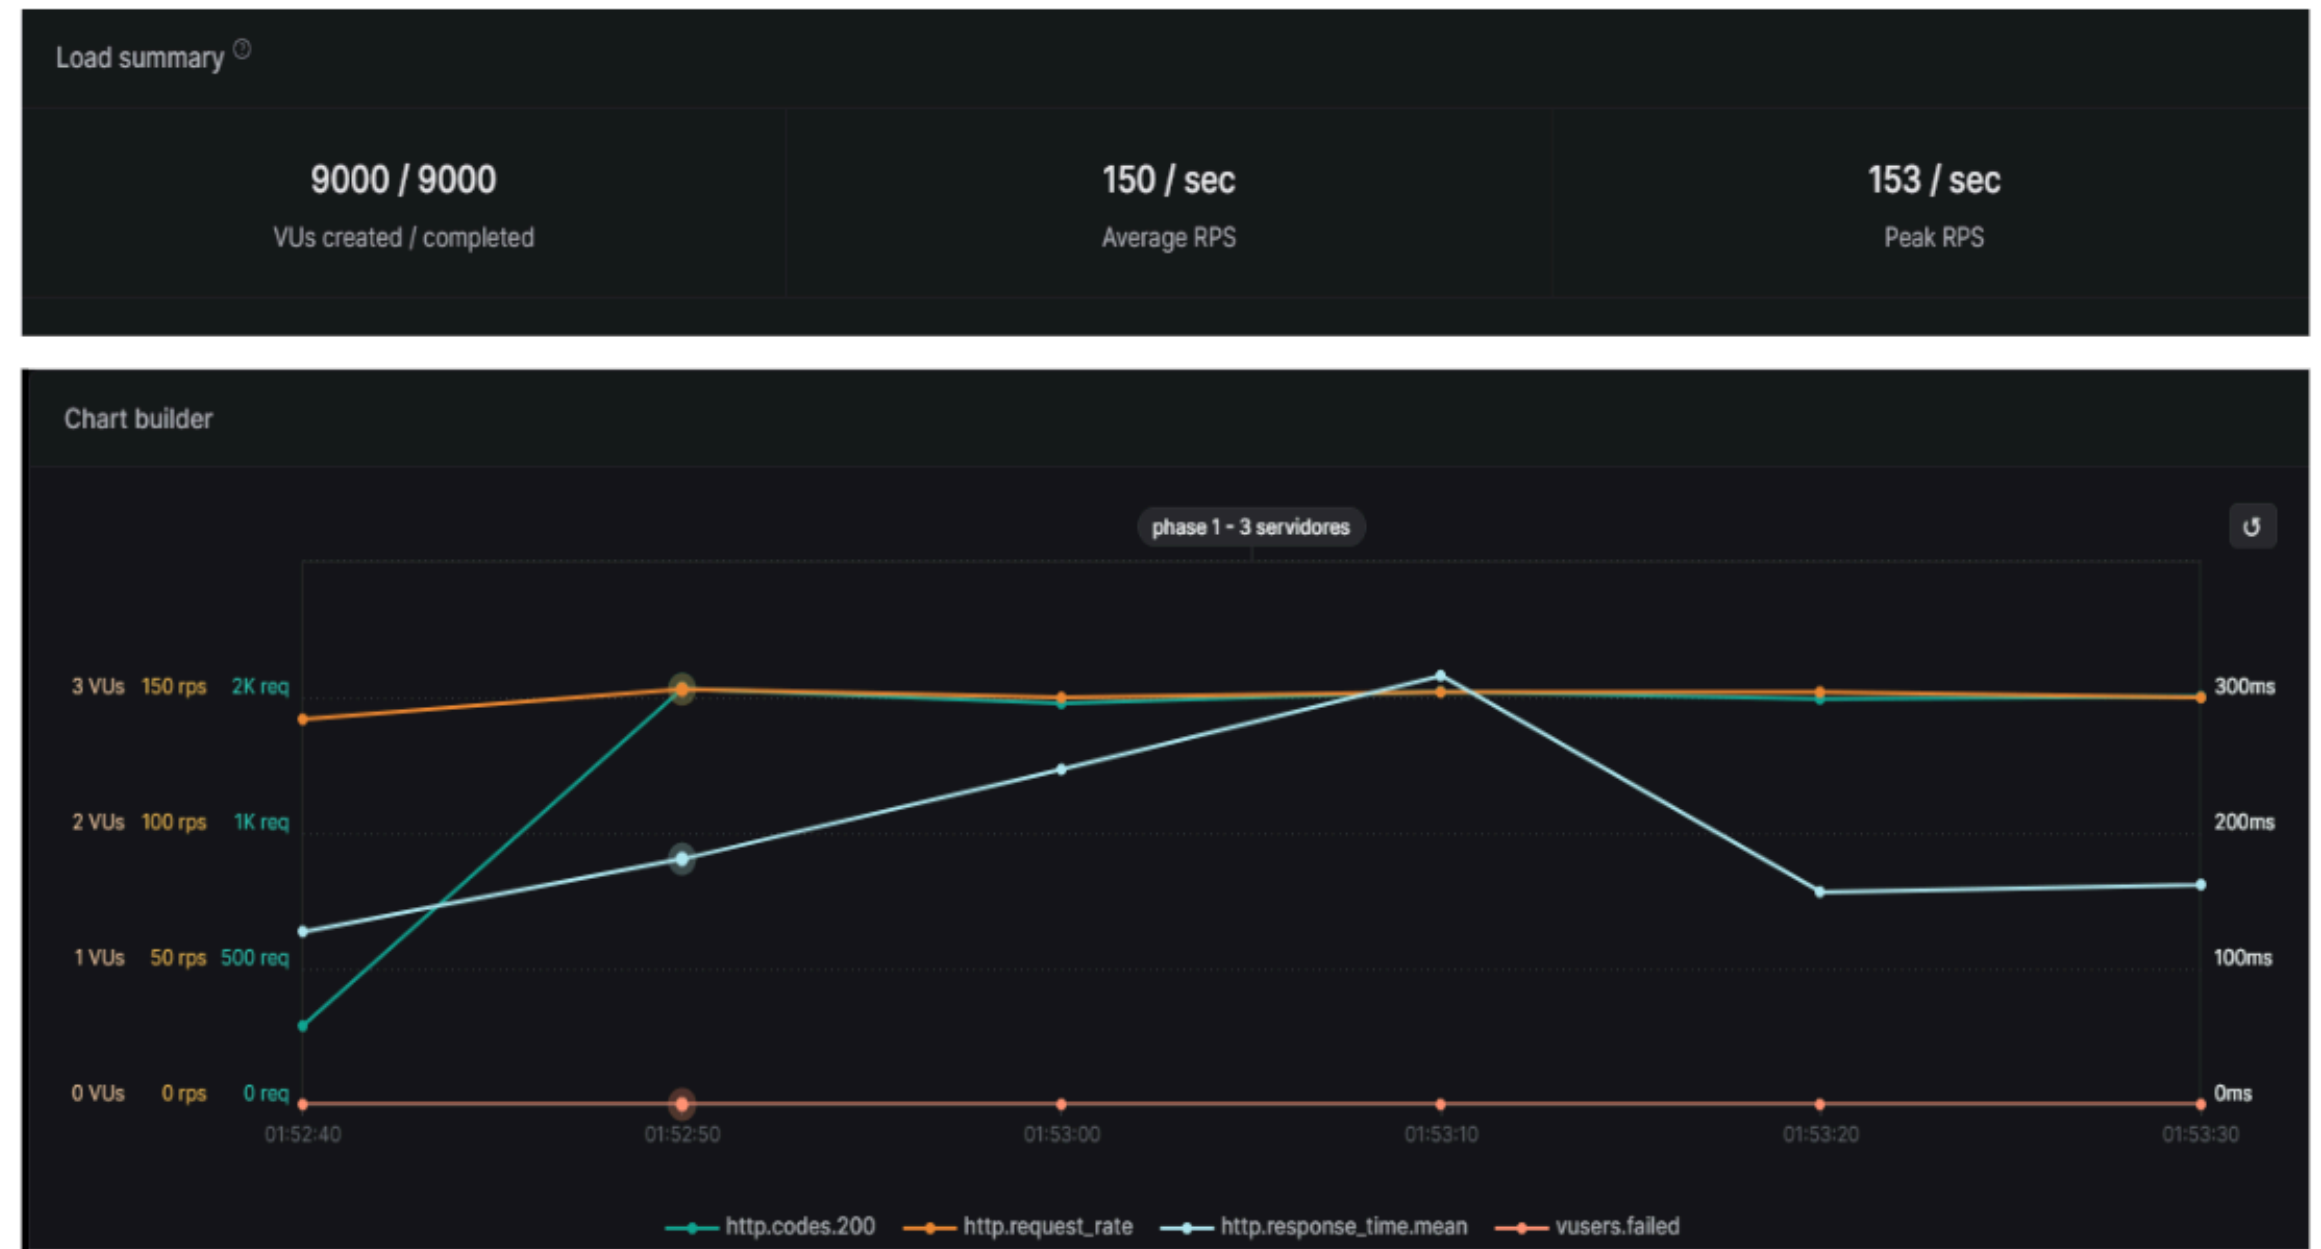 Load summary ?
9000 / 9000
VUs created / completed
150 / sec
Average RPS
153 / sec
Peak RPS
Chart builder
phase 1 - 3 servidores
3 VUs 150 rps 2K req 300ms
2 VUs 100 rps 1K req 200ms
1 VUs 50 rps 500 req 100ms
0 VUs 0 rps 0 req 0ms
01:52:40 01:52:50 01:53:00 01:53:10 01:53:20 01:53:30
http.codes.200 http.request_rate http.response_time.mean vusers.failed